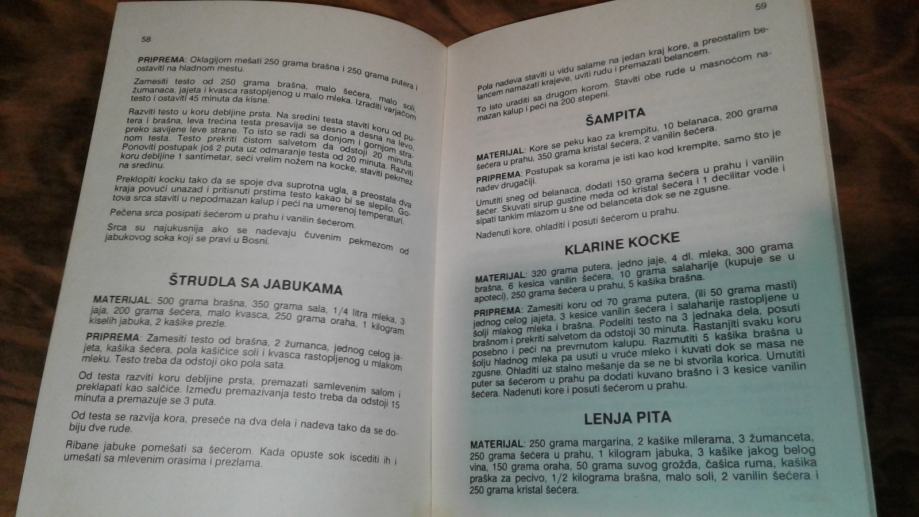 58
PRIPREMA: Oklagijom mešati 250 grama brašna i 250 grama putera i
ostaviti na hladnom mestu.
Zamesiti testo od 250 grama brašna, malo šećera, malo soli,
žumanaca, jajeta i kvasca rastopljenog u malo mleka. Izraditi varjačom
testo i ostaviti 45 minuta da kisne.
Razviti testo u koru debljine prsta. Na sredini testa staviti koru od pu-
tera i brašna, leva trećina testa presavija se desno a desna na levo,
preko savijene leve strane. To isto se radi sa donjom i gornjom stra-
nom testa. Testo prekriti čistom salvetom da odstoji 20 minuta.
Ponoviti postupak još 2 puta uz odmaranje testa od 20 minuta. Razviti
koru debljine 1 santimetar, seći vrelim nožem na kocke, staviti pekmez
na sredinu.
Preklopiti kocku tako da se spoje dva suprotna ugla, a preostala dva
kraja povući unazad i pritisnuti prstima testo kakao bi se slepilo. Go-
tova srca staviti u nepodmazan kalup i peći na umerenoj temperaturi.
Pečena srca posipati šećerom u prahu i vanilin šećerom.
Srca su najukusnija ako se nadevaju čuvenim pekmezom od
jabukovog soka koji se pravi u Bosni.
ŠTRUDLA SA JABUKAMA
MATERIJAL: 500 grama brašna, 350 grama sala, 1/4 litra mleka, 3
jaja, 200 grama šećera, malo kvasca, 250 grama oraha, 1 kilogram
kiselih jabuka, 2 kašike prezle.
PRIPREMA: Zamesiti testo od brašna, 2 žumanca, jednog celog ja-
jeta, kašika šećera, pola kašičice soli i kvasca rastopljenog u mlakom
mleku. Testo treba da odstoji oko pola sata.
Od testa razviti koru debljine prsta, premazati samlevenim salom i
preklapati kao salčiće. Između premazivanja testo treba da odstoji 15
minuta a premazuje se 3 puta.
Od testa se razvija kora, preseče na dva dela i nadeva tako da se do-
biju dve rude.
Ribane jabuke pomešati sa šećerom. Kada opuste sok iscediti ih i
umešati sa mlevenim orasima i prezlama.
59
Pola nadeva staviti u vidu salame na jedan kraj kore, a preostalim be-
lancem namazati krajeve, uviti rudu i premazati belancem.
To isto uraditi sa drugom korom. Staviti obe rude u masnoćom na-
mazan kalup i peći na 200 stepeni.
ŠAMPITA
MATERIJAL: Kore se peku kao za krempitu, 10 belanaca, 200 grama
šećera u prahu, 350 grama kristal šećera, 2 vanilin šećera.
PRIPREMA: Postupak sa korama je isti kao kod krempite, samo što je
nadev drugačiji.
Umutiti sneg od belanaca, dodati 150 grama šećera u prahu i vanilin
šećer. Skuvati sirup gustine meda od kristal šećera i 1 decilitar vode i
sipati tankim mlazom u šne od belanceta dok se ne zgusne.
Nadenuti kore, ohladiti i posuti šećerom u prahu.
KLARINE KOCKE
MATERIJAL: 320 grama putera, jedno jaje, 4 dl. mleka, 300 grama
brašna, 6 kesica vanilin šećera, 10 grama salaharije (kupuje se u
apoteci), 250 grama šećera u prahu, 5 kašika brašna.
PRIPREMA: Zamesiti koru od 70 grama putera, (ili 50 grama masti)
jednog celog jajeta, 3 kesice vanilin šećera i salaharije rastopljene u
šolji mlakog mleka i brašna. Podeliti testo na 3 jednaka dela, posuti
brašnom i prekriti salvetom da odstoji 30 minuta. Rastanjiti svaku koru
posebno i peći na prevrnutom kalupu. Razmutiti 5 kašika brašna u
šolju hladnog mleka pa usuti u vruće mleko i kuvati dok se masa ne
zgusne. Ohladiti uz stalno mešanje da se ne bi stvorila korica. Umutiti
puter sa šećerom u prahu pa dodati kuvano brašno i 3 kesice vanilin
šećera. Nadenuti kore i posuti šećerom u prahu.
LENJA PITA
MATERIJAL: 250 grama margarina, 2 kašike milerama, 3 žumanceta,
250 grama šećera u prahu, 1 kilogram jabuka, 3 kašike jakog belog
vina, 150 grama oraha, 50 grama suvog grožđa, čašica ruma, kašika
praška za pecivo, 1/2 kilograma brašna, malo soli, 2 vanilin šećera i
250 grama kristal šećera.